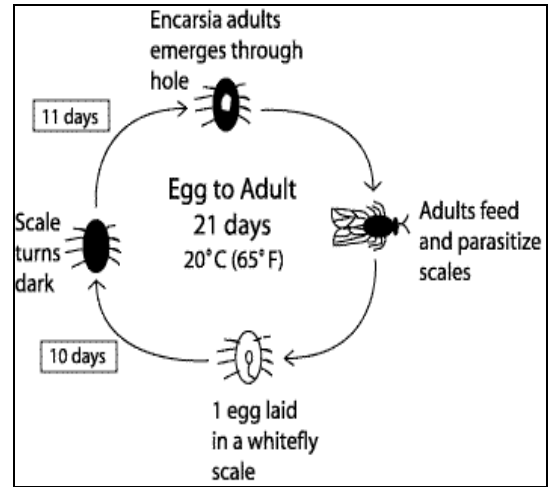 Encarsia adults
emerges through
hole
11 days
Egg to Adult
21 days
20°C (65°F)
Adults feed
and parasitize
scales
Scale
turns
dark
10 days
1 egg laid
in a whitefly
scale